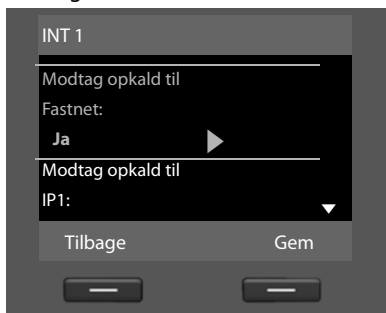 INT 1
Modtag opkald til
Fastnet:
Ja
Modtag opkald til
IP1:
Tilbage Gem